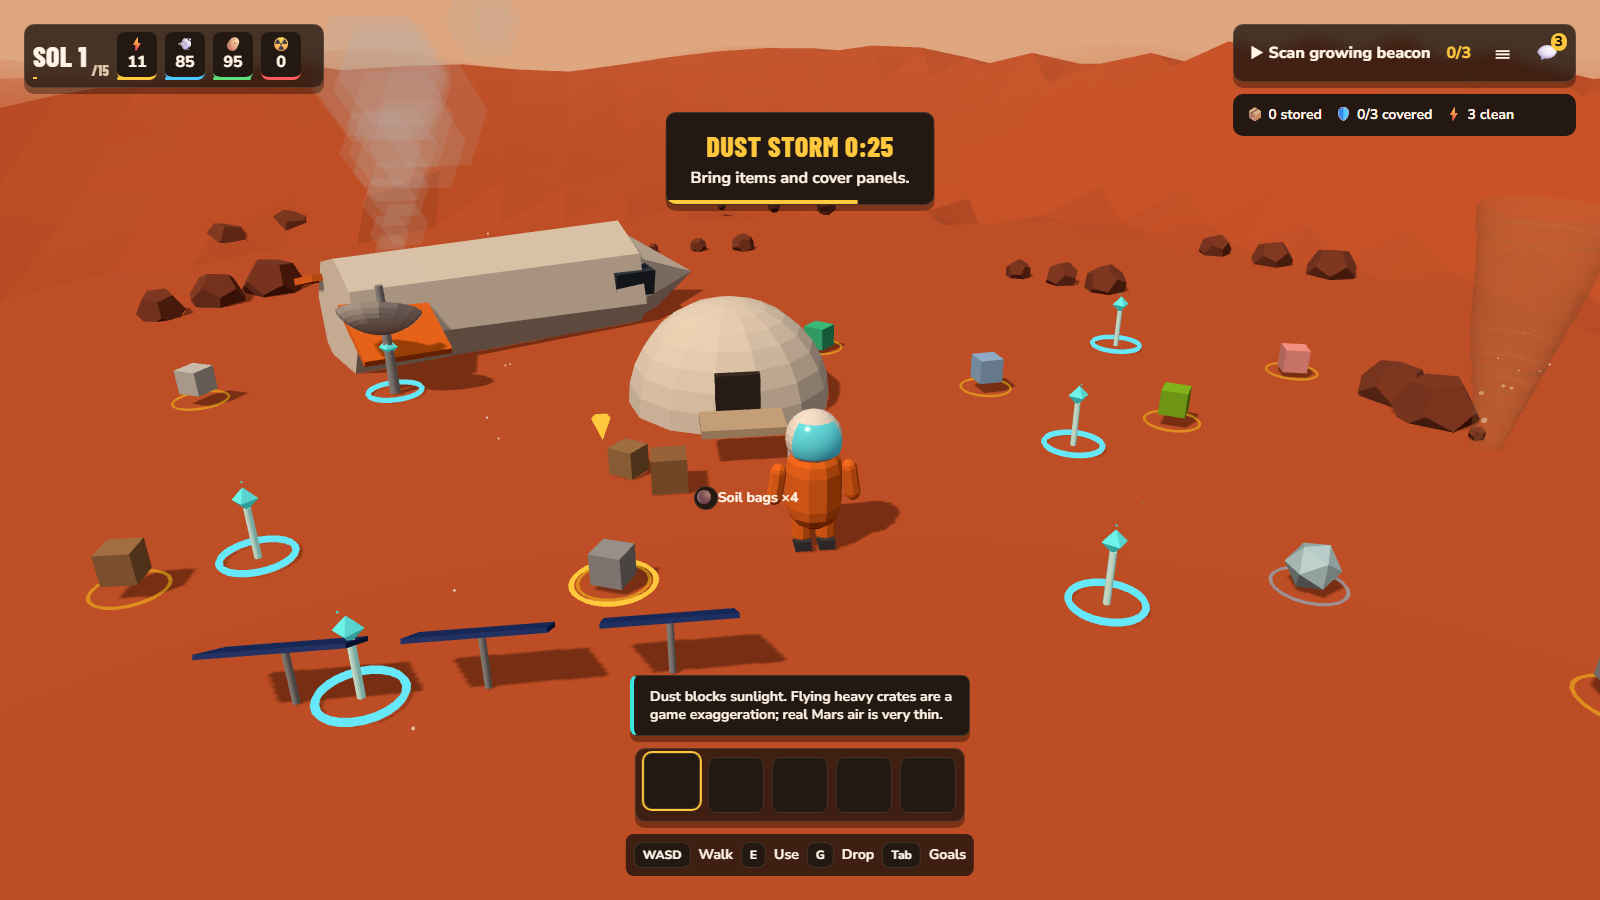 SOL 1 /15
11 85 95 0
Scan growing beacon 0/3
3
0 stored 0/3 covered 3 clean
DUST STORM 0:25
Bring items and cover panels.
Soil bags ×4
Dust blocks sunlight. Flying heavy crates are a
game exaggeration; real Mars air is very thin.
WASD Walk E Use G Drop Tab Goals